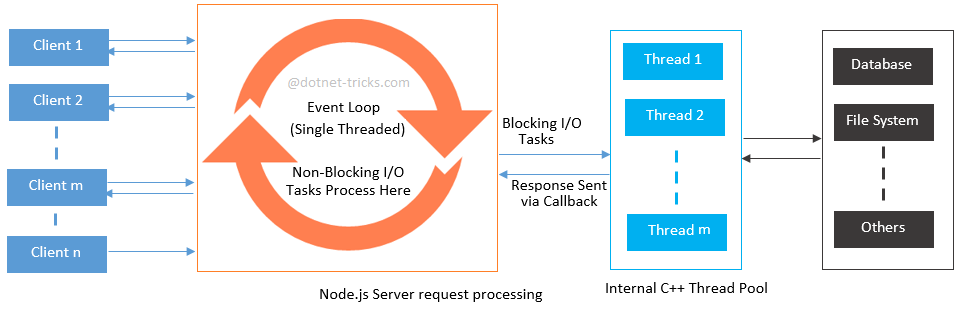 Client 1
Client 2
Client m
Client n
@dotnet-tricks.com
Event Loop
(Single Threaded)
Non-Blocking I/O
Tasks Process Here
Node.js Server request processing
Blocking I/O
Tasks
Response Sent
via Callback
Thread 1
Thread 2
Thread m
Internal C++ Thread Pool
Database
File System
Others